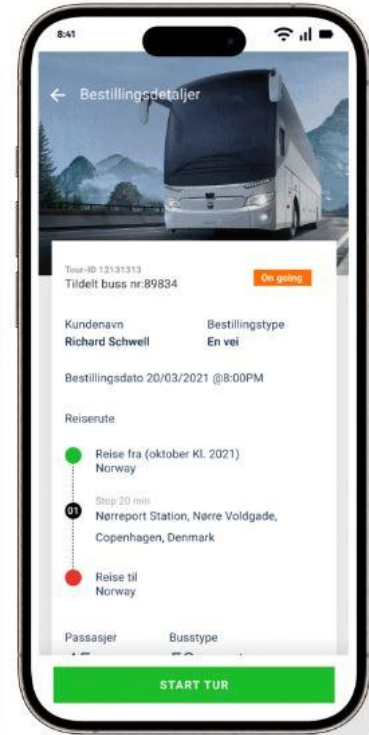 8:41
Bestillingsdetaljer
Tour-ID 12131313
Tildelt buss nr:89834
On going
Kundenavn
Bestillingstype
Richard Schwell
En vei
Bestillingsdato 20/03/2021 @8:00PM
Reiserute
Reise fra (oktober Kl. 2021)
Norway
Stop 20 min
01
Nørreport Station, Nørre Voldgade,
Copenhagen, Denmark
Reise til
Norway
Passasjer
Busstype
START TUR